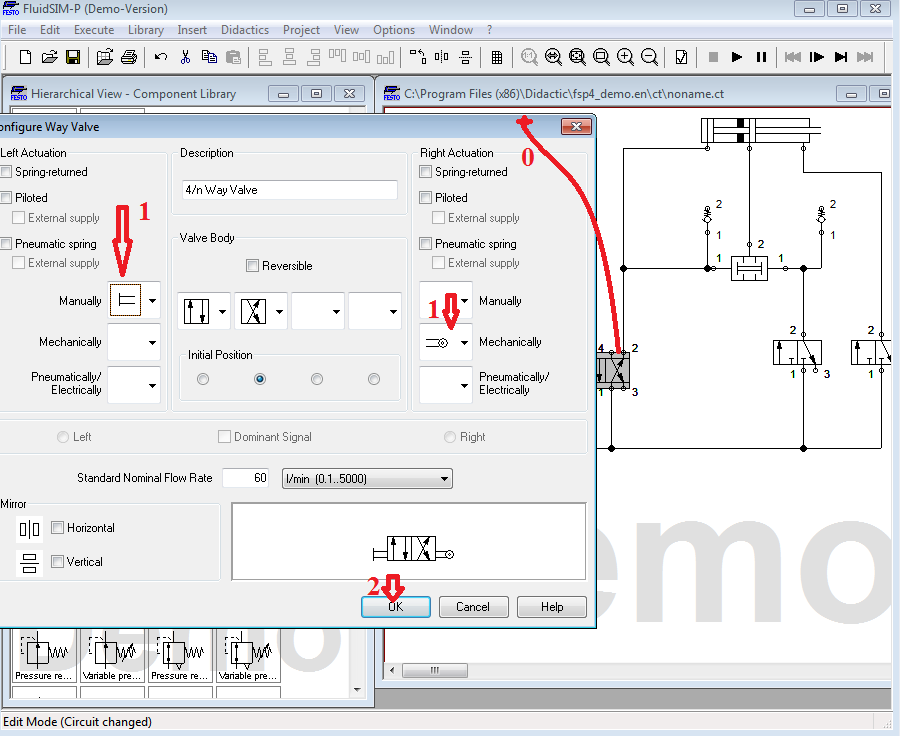 FESTO FluidSIM-P (Demo-Version)
File Edit Execute Library Insert Didactics Project View Options Window ?
FESTO Hierarchical View - Component Library
FESTO C:\Program Files (x86)\Didactic\fsp4_demo.en\ct\noname.ct
onfigure Way Valve
Left Actuation
Spring-returned
Piloted
External supply
Pneumatic spring
External supply
Manually
Mechanically
Pneumatically/
Electrically
1
Description
4/n Way Valve
Valve Body
Reversible
Initial Position
Right Actuation
Spring-returned
Piloted
External supply
Pneumatic spring
External supply
Manually
Mechanically
Pneumatically/
Electrically
1
0
Left Dominant Signal Right
Standard Nominal Flow Rate 60 l/min (0.1..5000)
Mirror
Horizontal
Vertical
2
OK Cancel Help
2 2
1 2 1
1 1
4 2
1 3
2 2
1 3 1
Demo
Demo
Pressure re... Variable pre... Pressure re... Variable pre...
Edit Mode (Circuit changed)